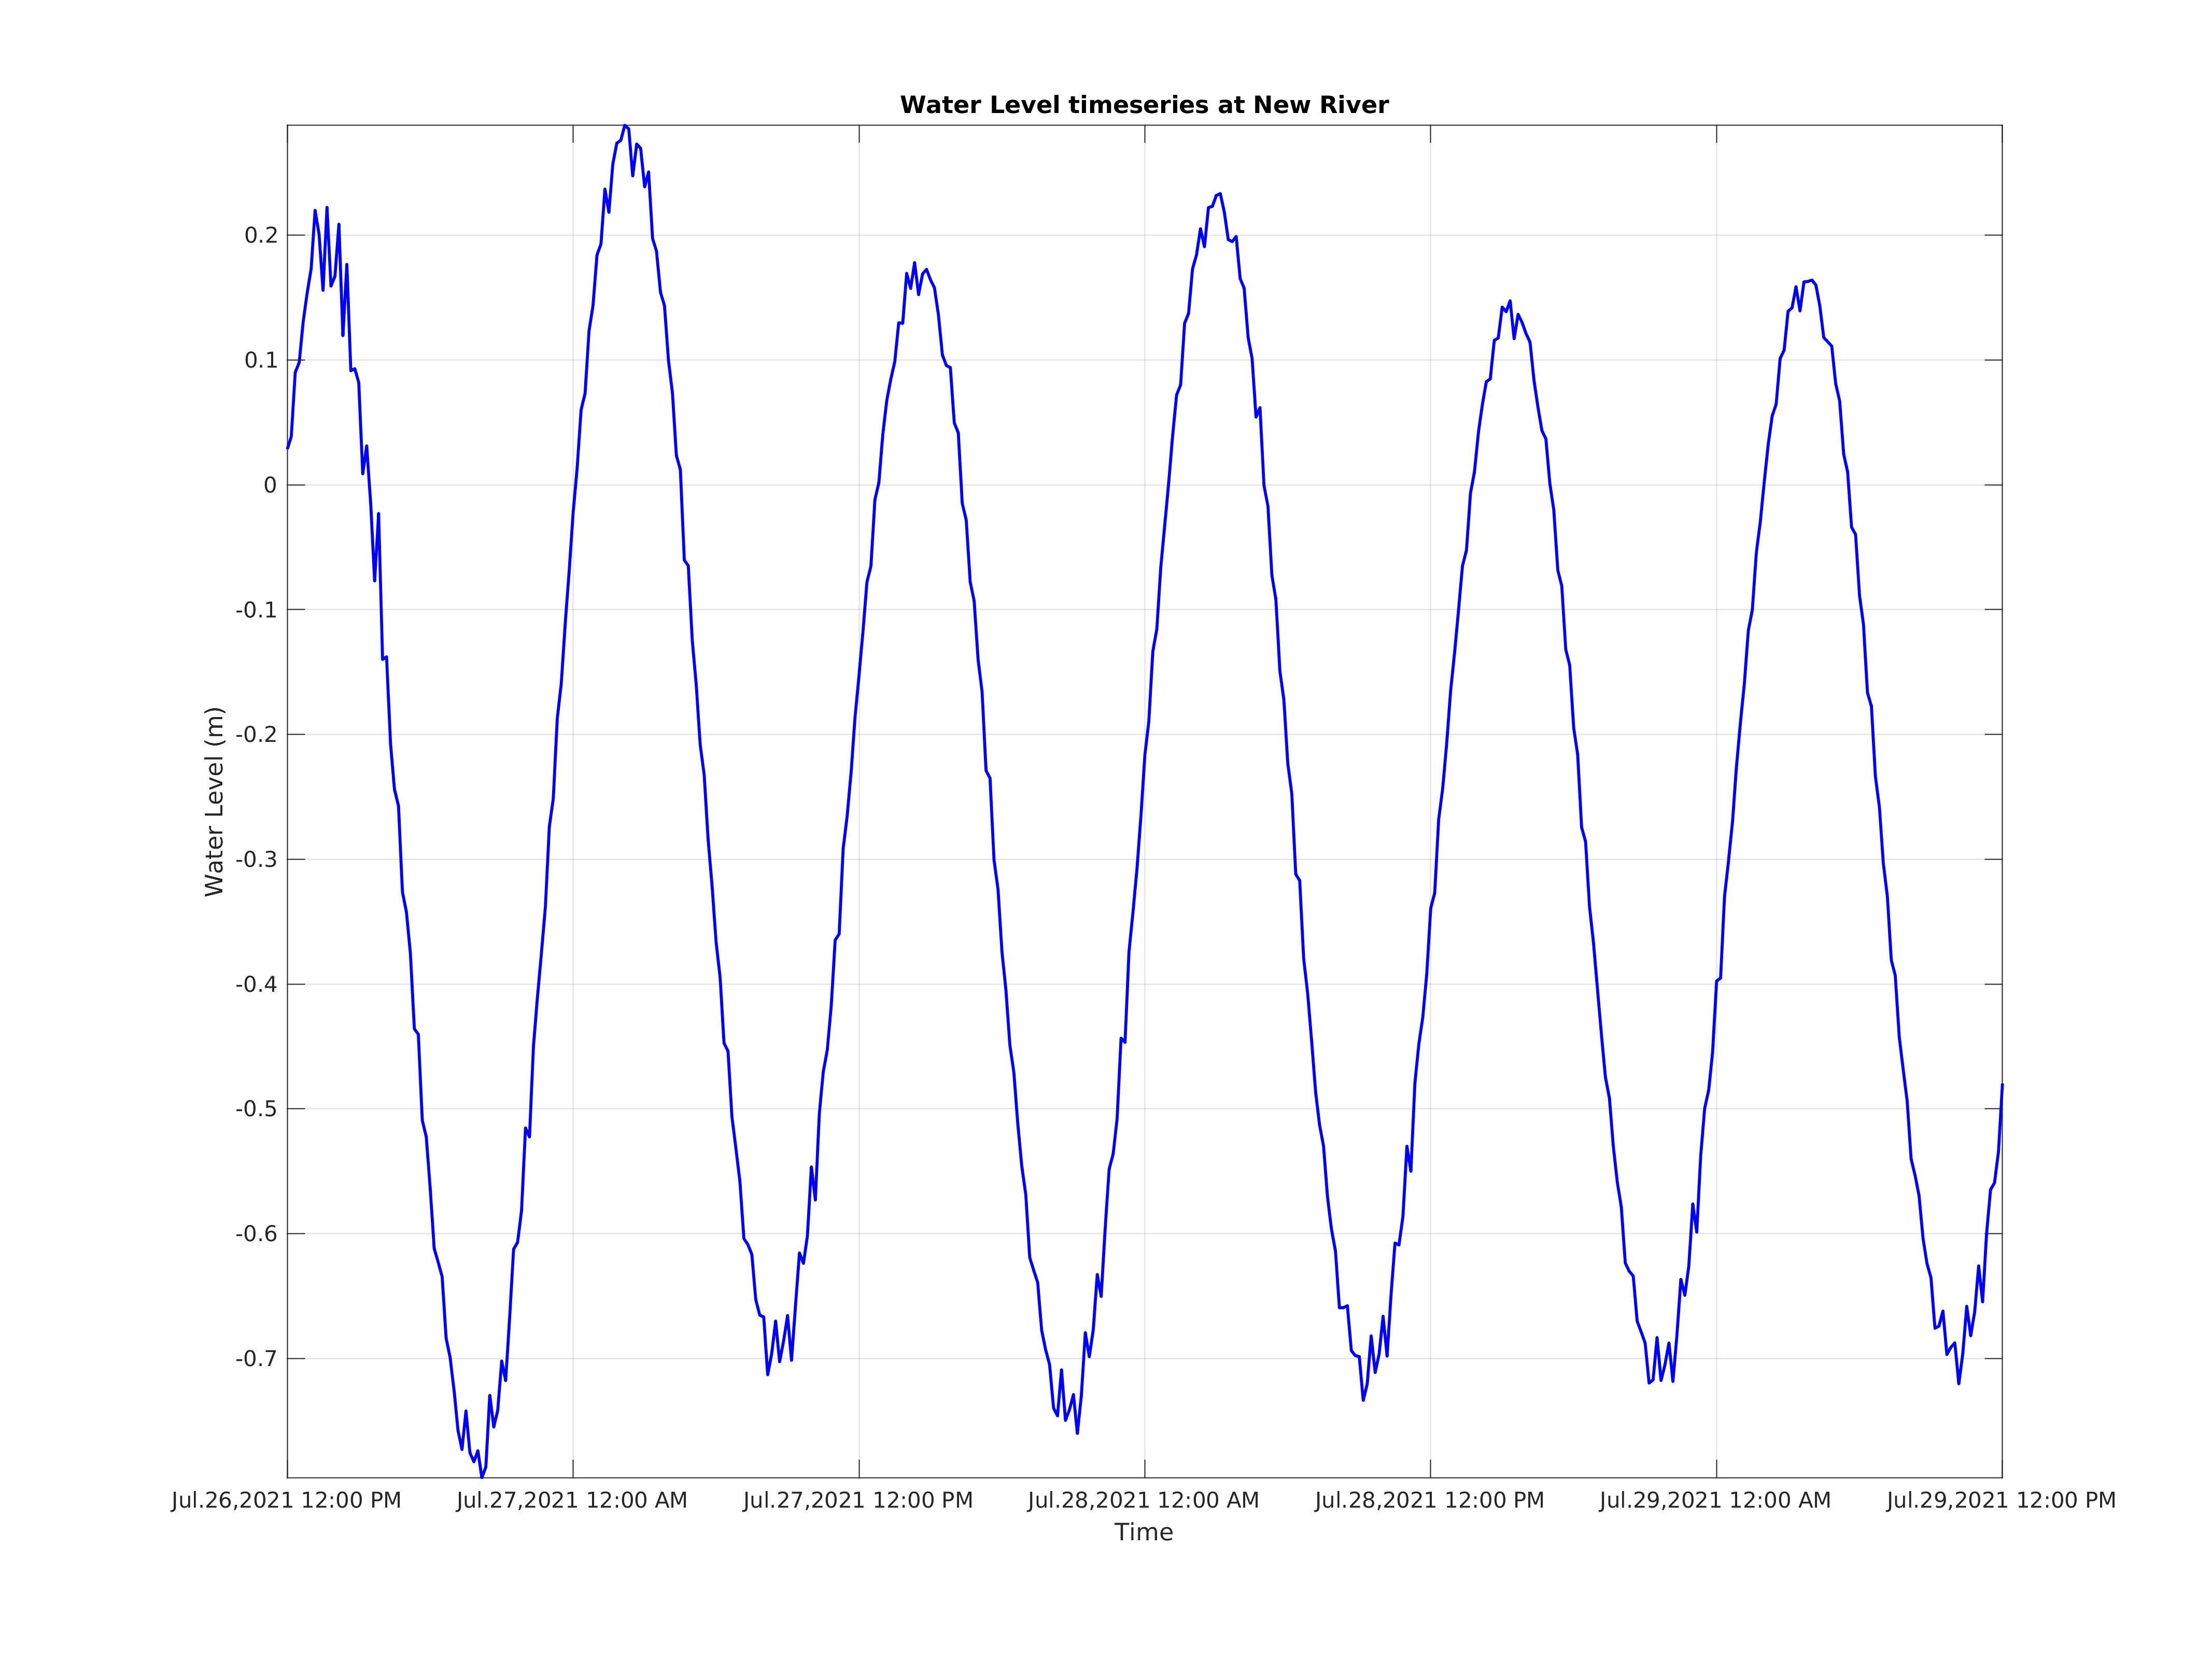 Water Level timeseries at New River
Water Level (m)
0.2
0.1
0
-0.1
-0.2
-0.3
-0.4
-0.5
-0.6
-0.7
Jul.26,2021 12:00 PM
Jul.27,2021 12:00 AM
Jul.27,2021 12:00 PM
Jul.28,2021 12:00 AM
Jul.28,2021 12:00 PM
Jul.29,2021 12:00 AM
Jul.29,2021 12:00 PM
Time